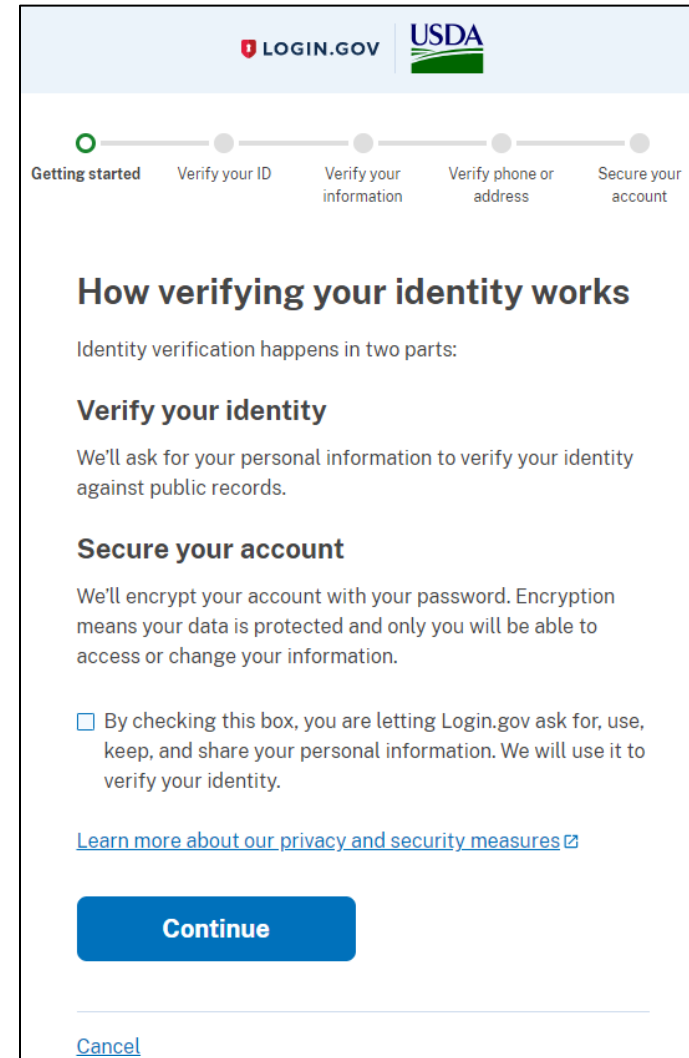 LOGIN.GOV USDA
Getting started Verify your ID Verify your Verify phone or Secure your
information address account
How verifying your identity works
Identity verification happens in two parts:
Verify your identity
We'll ask for your personal information to verify your identity
against public records.
Secure your account
We'll encrypt your account with your password. Encryption
means your data is protected and only you will be able to
access or change your information.
By checking this box, you are letting Login.gov ask for, use,
keep, and share your personal information. We will use it to
verify your identity.
Learn more about our privacy and security measures
Continue
Cancel